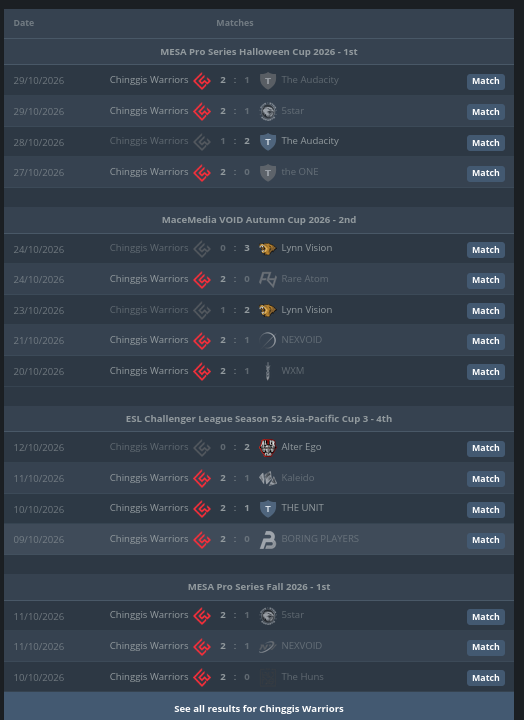 Date Matches
MESA Pro Series Halloween Cup 2026 - 1st
29/10/2026 Chinggis Warriors 2 : 1 The Audacity Match
29/10/2026 Chinggis Warriors 2 : 1 5star Match
28/10/2026 Chinggis Warriors 1 : 2 The Audacity Match
27/10/2026 Chinggis Warriors 2 : 0 the ONE Match
MaceMedia VOID Autumn Cup 2026 - 2nd
24/10/2026 Chinggis Warriors 0 : 3 Lynn Vision Match
24/10/2026 Chinggis Warriors 2 : 0 Rare Atom Match
23/10/2026 Chinggis Warriors 1 : 2 Lynn Vision Match
21/10/2026 Chinggis Warriors 2 : 1 NEXVOID Match
20/10/2026 Chinggis Warriors 2 : 1 WXM Match
ESL Challenger League Season 52 Asia-Pacific Cup 3 - 4th
12/10/2026 Chinggis Warriors 0 : 2 Alter Ego Match
11/10/2026 Chinggis Warriors 2 : 1 Kaleido Match
10/10/2026 Chinggis Warriors 2 : 1 THE UNIT Match
09/10/2026 Chinggis Warriors 2 : 0 BORING PLAYERS Match
MESA Pro Series Fall 2026 - 1st
11/10/2026 Chinggis Warriors 2 : 1 5star Match
11/10/2026 Chinggis Warriors 2 : 1 NEXVOID Match
10/10/2026 Chinggis Warriors 2 : 0 The Huns Match
See all results for Chinggis Warriors